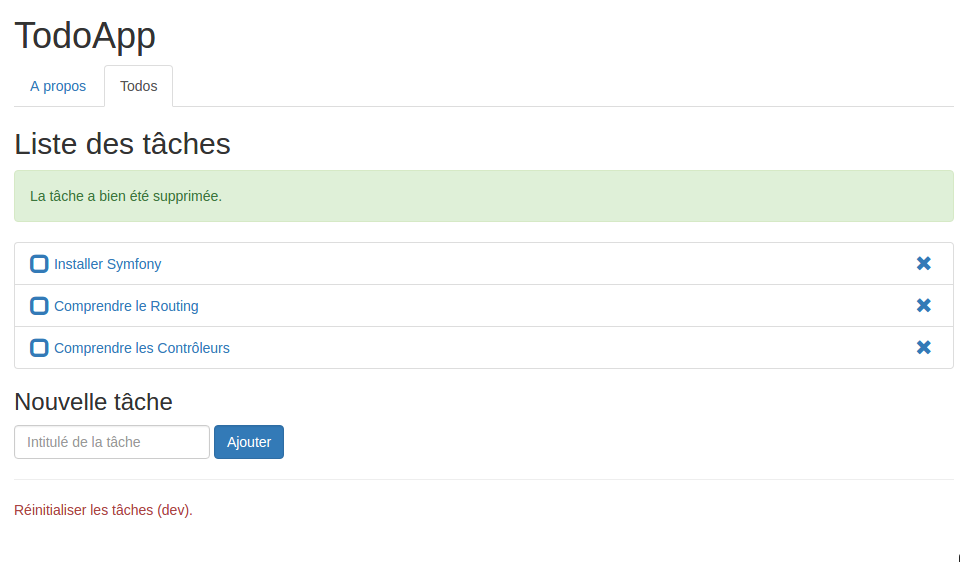 TodoApp
A propos
Todos
Liste des tâches
La tâche a bien été supprimée.
Installer Symfony
Comprendre le Routing
Comprendre les Contrôleurs
Nouvelle tâche
Intitulé de la tâche
Ajouter
Réinitialiser les tâches (dev).